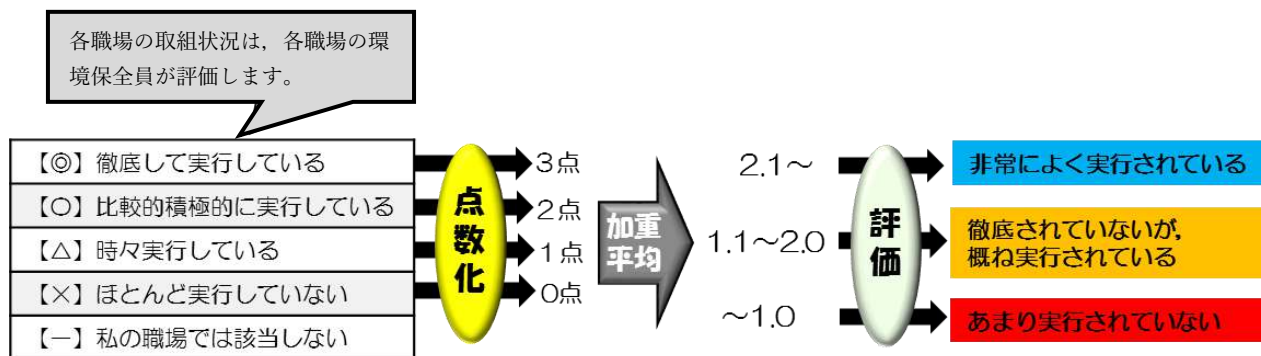 各職場の取組状況は，各職場の環
境保全員が評価します。
【◎】徹底して実行している
【○】比較的積極的に実行している
【△】時々実行している
【×】ほとんど実行していない
【－】私の職場では該当しない
点数化
3点
2点
1点
0点
加重
平均
2.1～
1.1～2.0
～1.0
評価
非常によく実行されている
徹底されていないが，
概ね実行されている
あまり実行されていない